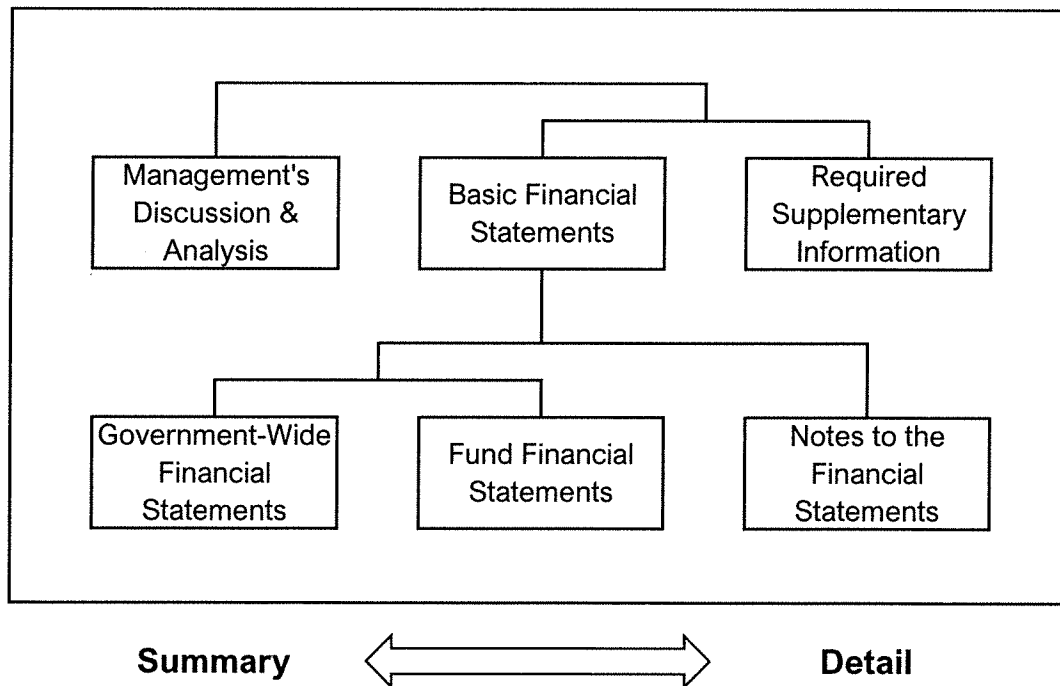 Management's
Discussion &
Analysis
Basic Financial
Statements
Required
Supplementary
Information
Government-Wide
Financial
Statements
Fund Financial
Statements
Notes to the
Financial
Statements
Summary
Detail